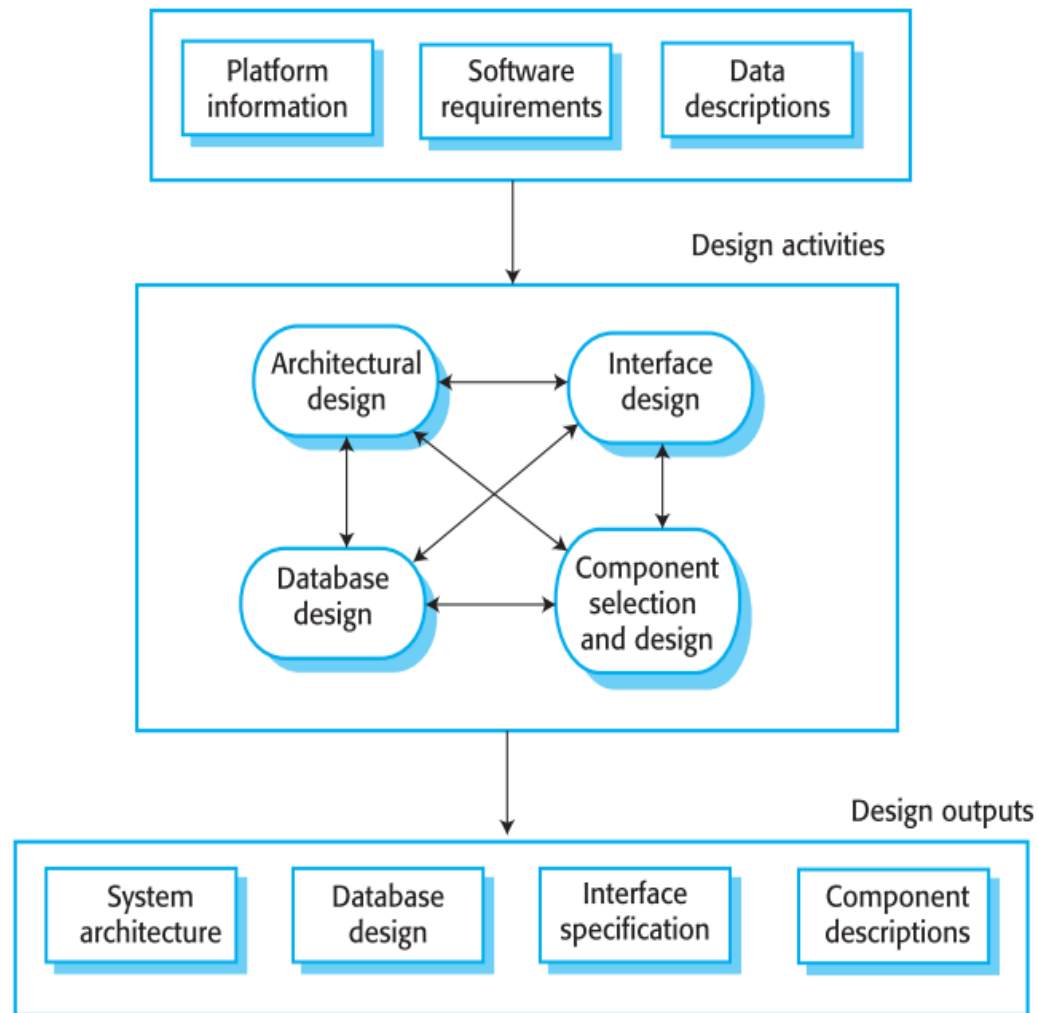 Platform
information
Software
requirements
Data
descriptions
Design activities
Architectural
design
Interface
design
Database
design
Component
selection
and design
Design outputs
System
architecture
Database
design
Interface
specification
Component
descriptions